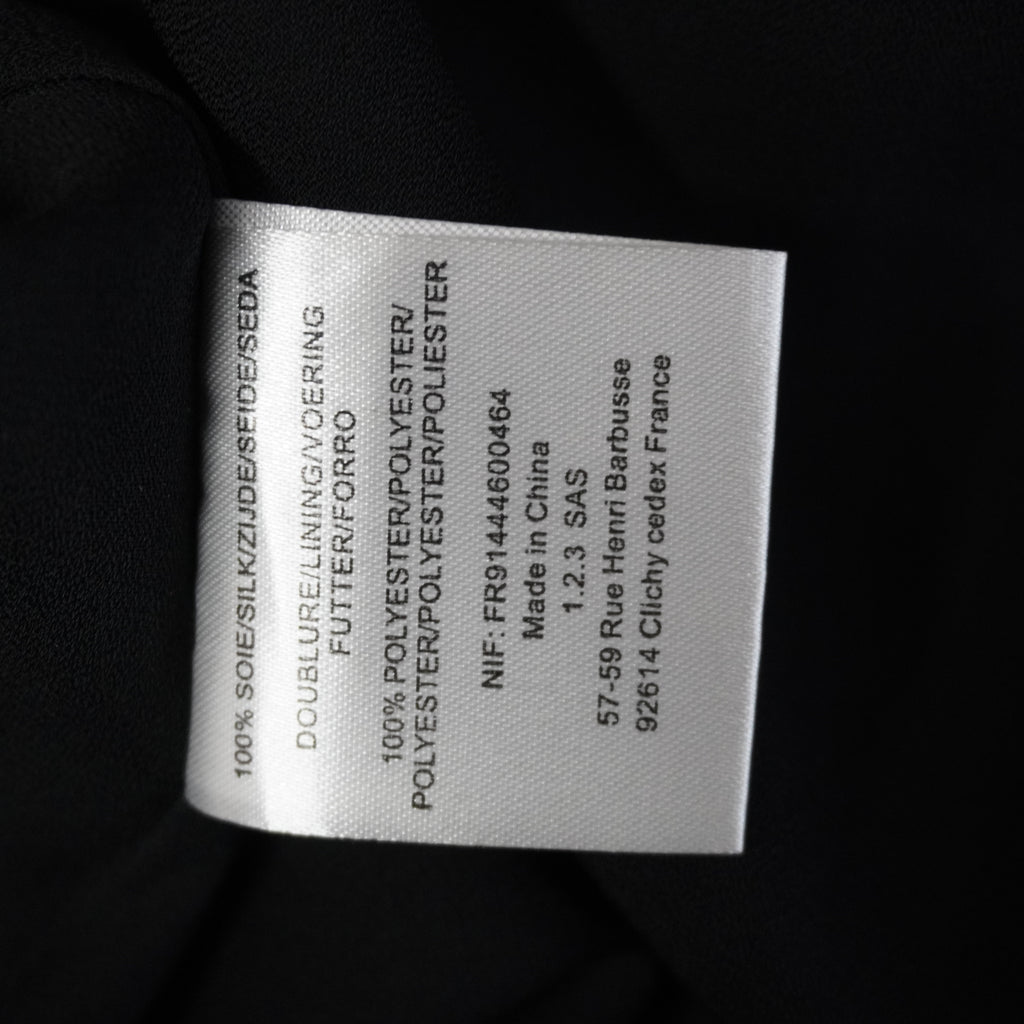 100% SOIE/SILK/ZIJDE/SEIDE/SEDA
DOUBLURE/LINING/VOERING
FUTTER/FORRO
100% POLYESTER/POLYESTER/
POLYESTER/POLYESTER/POLIESTER
NIF: FR91444600464
Made in China
1.2.3 SAS
57-59 Rue Henri Barbusse
92614 Clichy cedex France